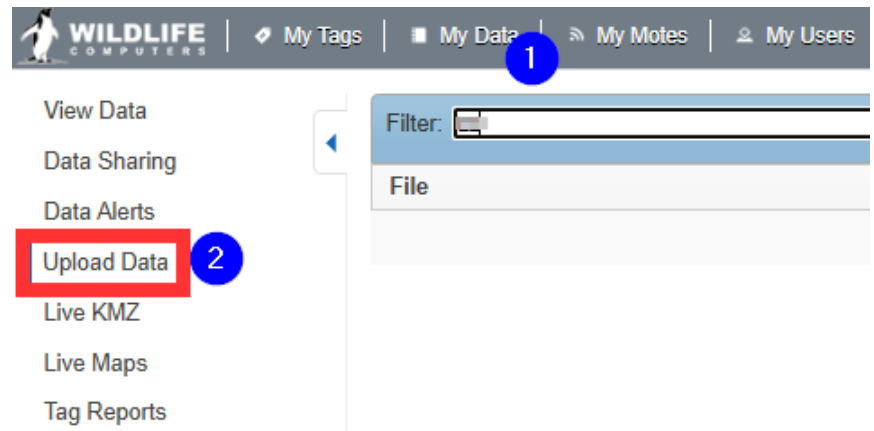 WILDLIFE COMPUTERS My Tags My Data My Motes My Users
1
View Data
Filter:
Data Sharing
File
Data Alerts
Upload Data 2
Live KMZ
Live Maps
Tag Reports